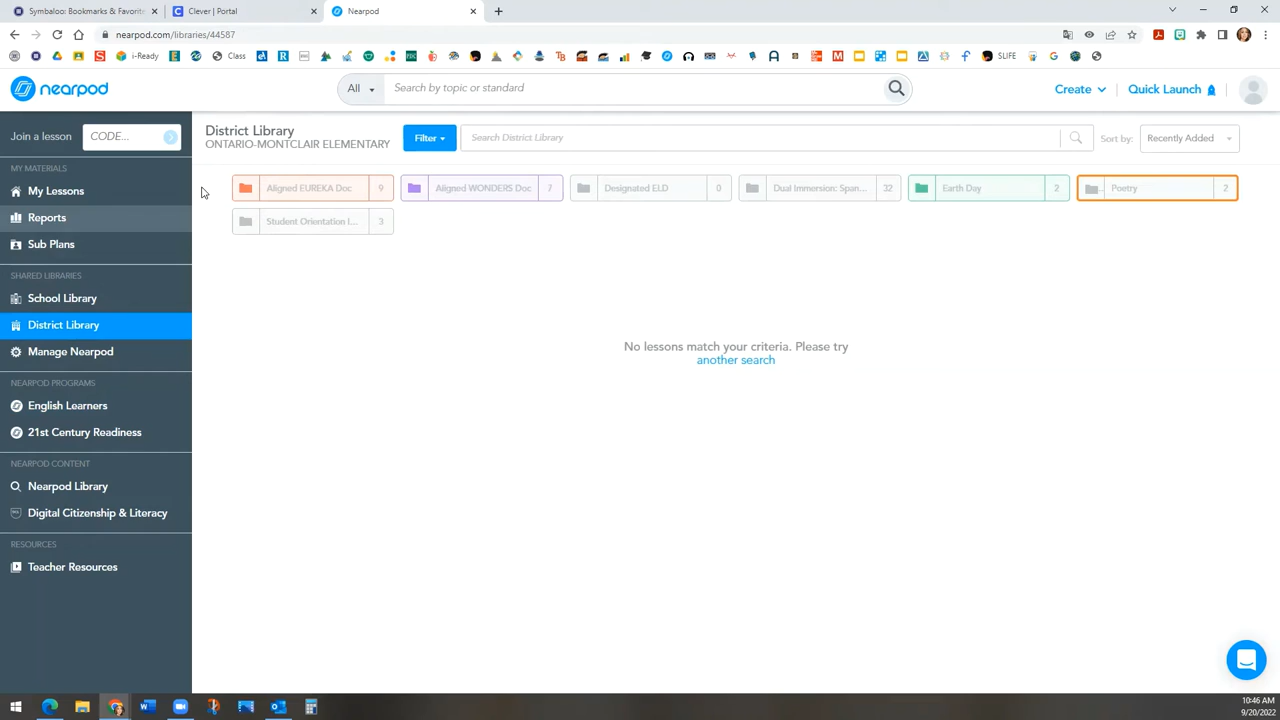 Symbaloo: Bookmarks & Favorite
Clever | Portal
Nearpod
nearpod.com/libraries/44587
i-Ready
Class
SLIFE
nearpod
All
Search by topic or standard
Create
Quick Launch
Join a lesson
CODE...
MY MATERIALS
My Lessons
Reports
Sub Plans
SHARED LIBRARIES
School Library
District Library
Manage Nearpod
NEARPOD PROGRAMS
English Learners
21st Century Readiness
NEARPOD CONTENT
Nearpod Library
Digital Citizenship & Literacy
RESOURCES
Teacher Resources
District Library
ONTARIO-MONTCLAIR ELEMENTARY
Filter
Search District Library
Sort by:
Recently Added
Aligned EUREKA Doc 9
Aligned WONDERS Doc 7
Designated ELD 0
Dual Immersion: Span... 32
Earth Day 2
Poetry 2
Student Orientation I... 3
No lessons match your criteria. Please try
another search
10:46 AM
9/20/2022